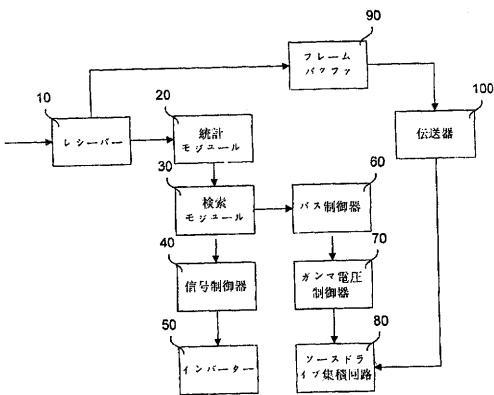 90
フレーム
バッファ
10
レシーバー
20
統計
モジュール
100
伝送器
30
検索
モジュール
60
バス制御器
40
信号制御器
70
ガンマ電圧
制御器
50
インバーター
80
ソースドラ
イブ集積回路